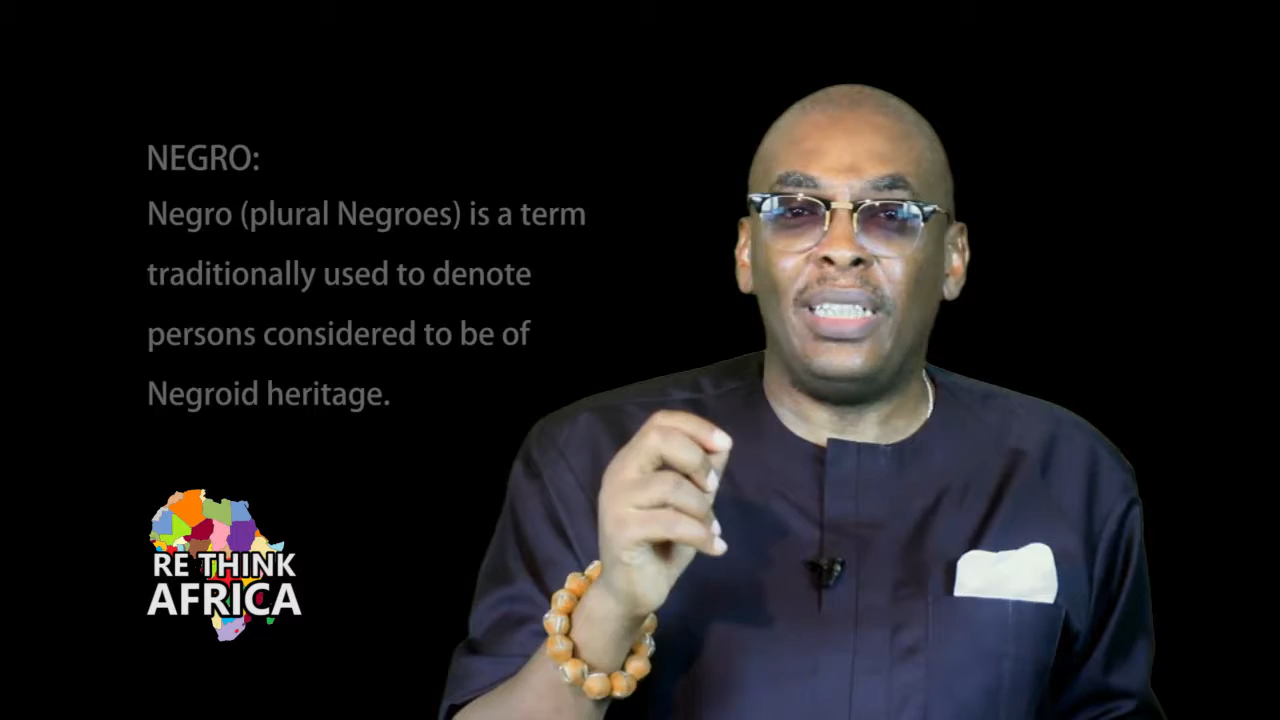 NEGRO:
Negro (plural Negroes) is a term
traditionally used to denote
persons considered to be of
Negroid heritage.
RE THINK
AFRICA